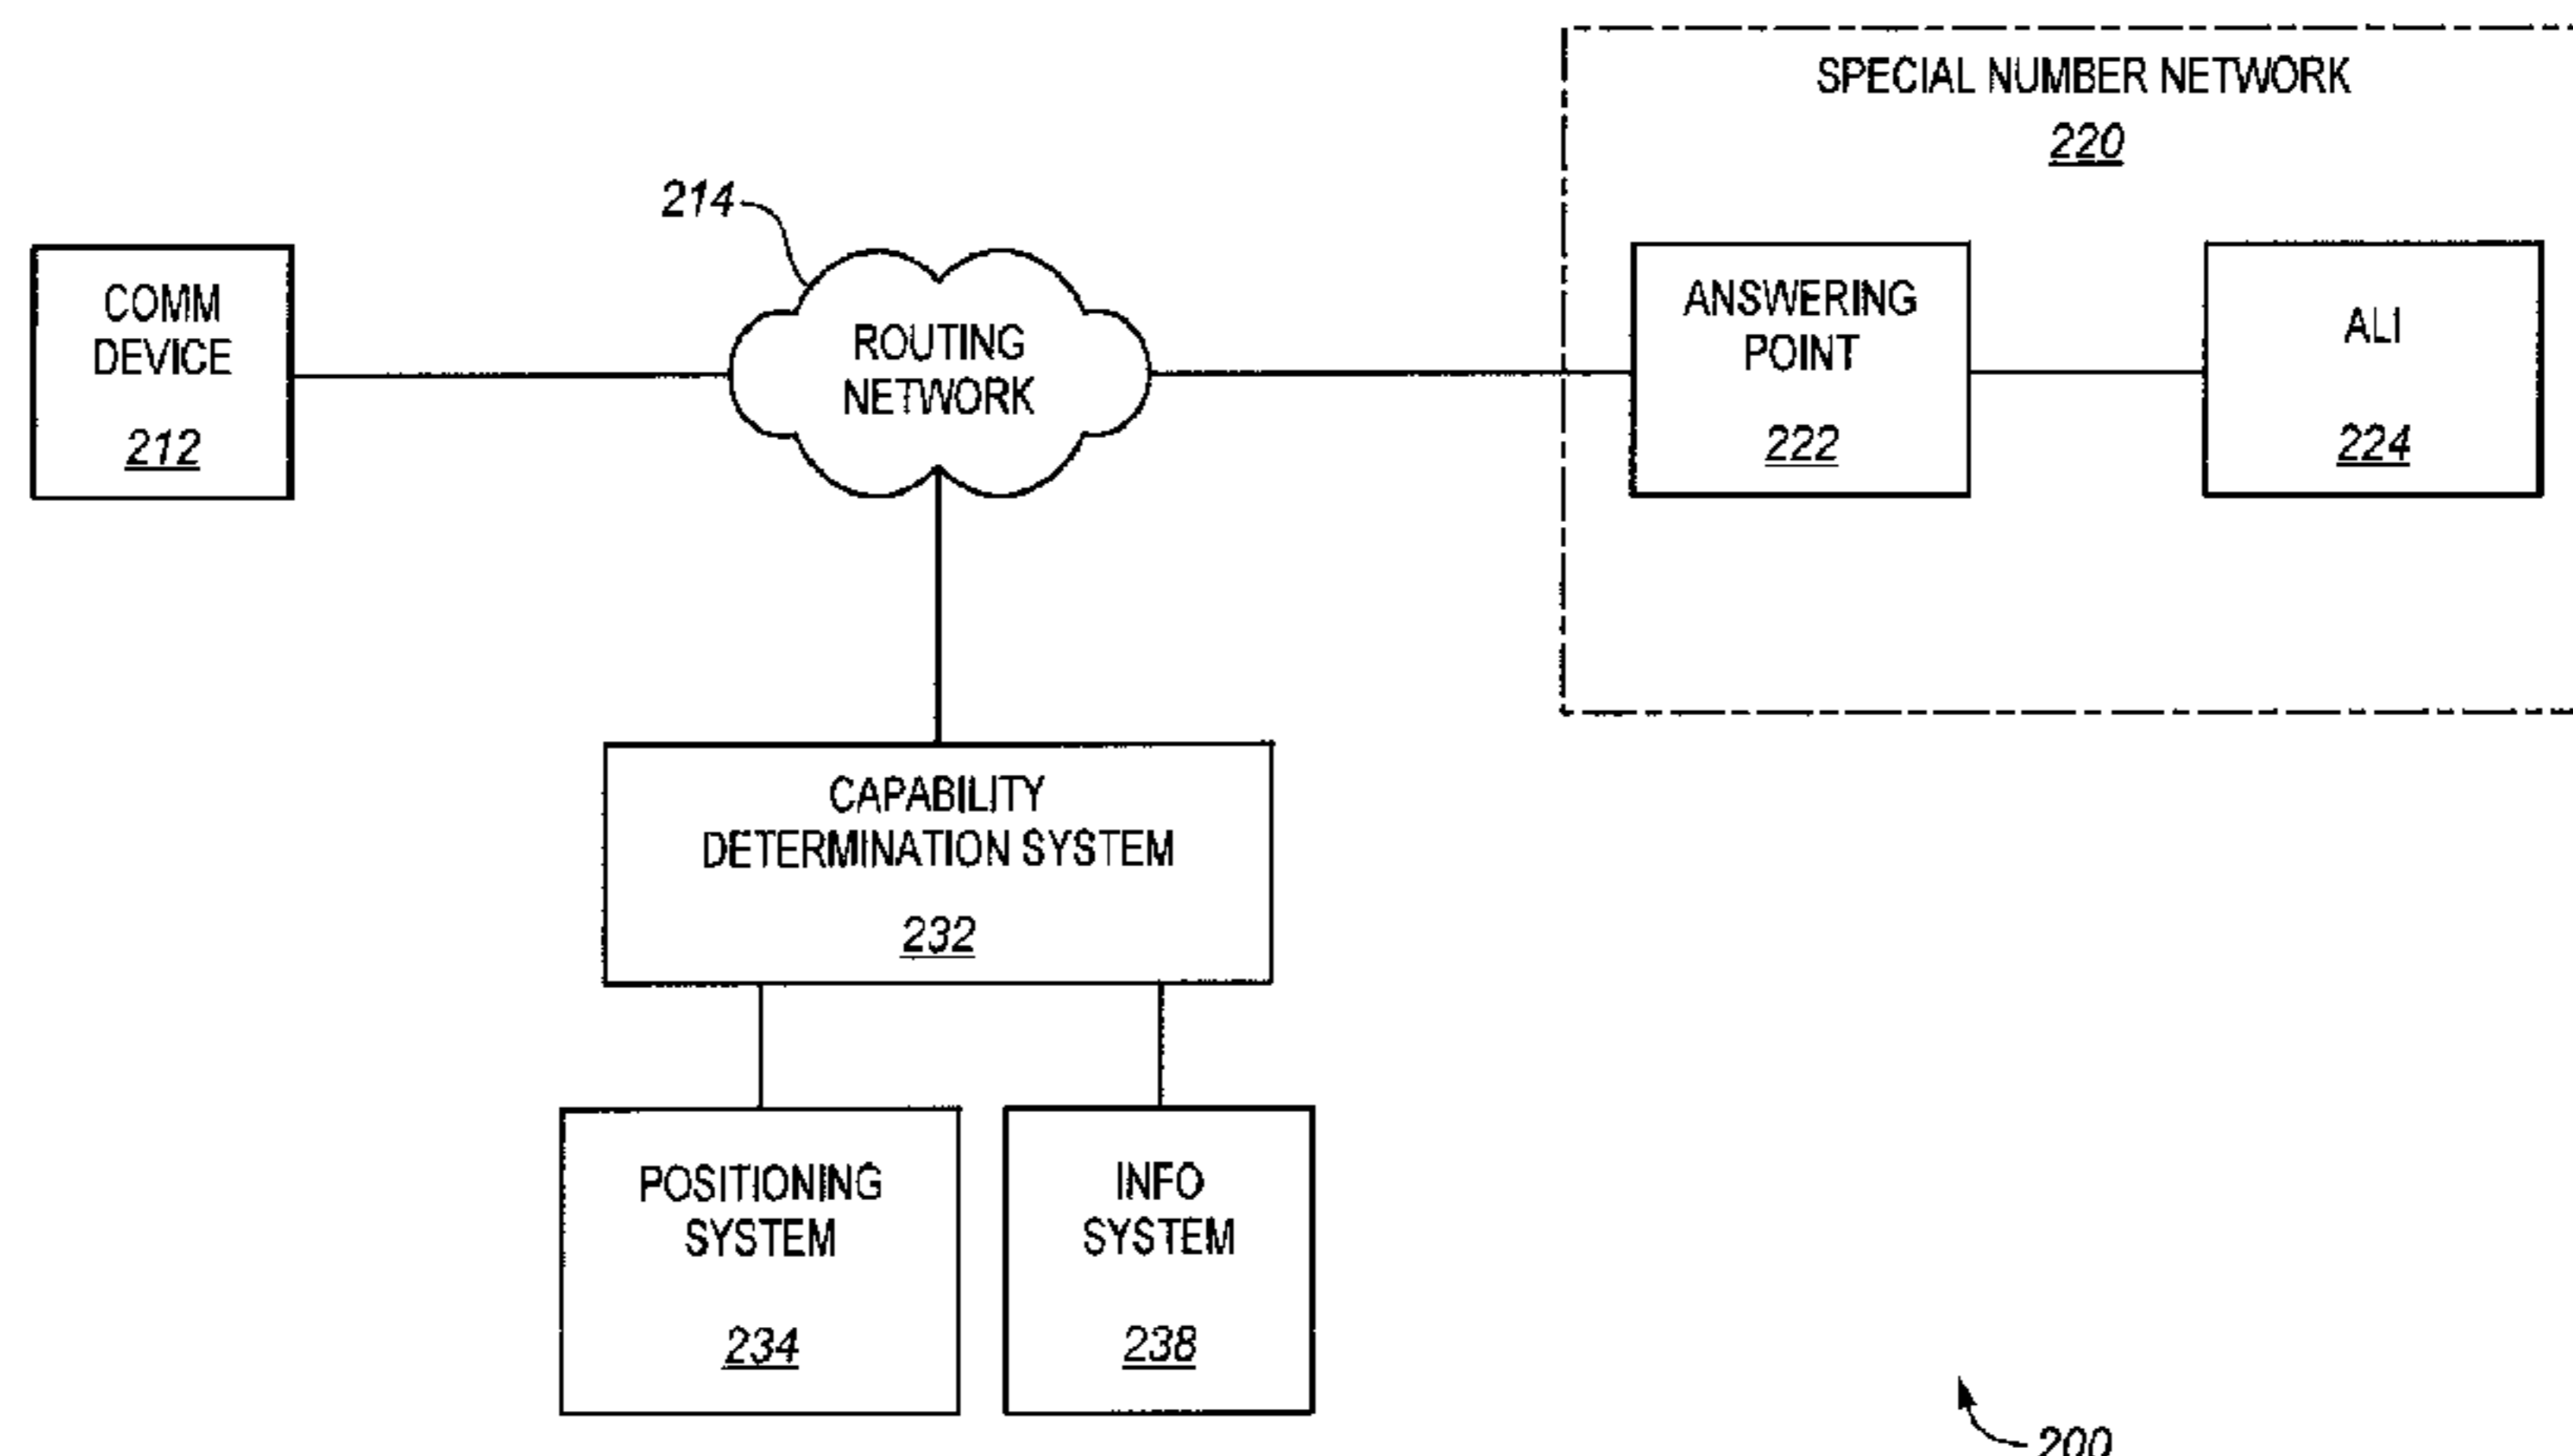 SPECIAL NUMBER NETWORK
220
214
COMM
DEVICE
212
ROUTING
NETWORK
ANSWERING
POINT
222
ALI
224
CAPABILITY
DETERMINATION SYSTEM
232
POSITIONING
SYSTEM
234
INFO
SYSTEM
238
200